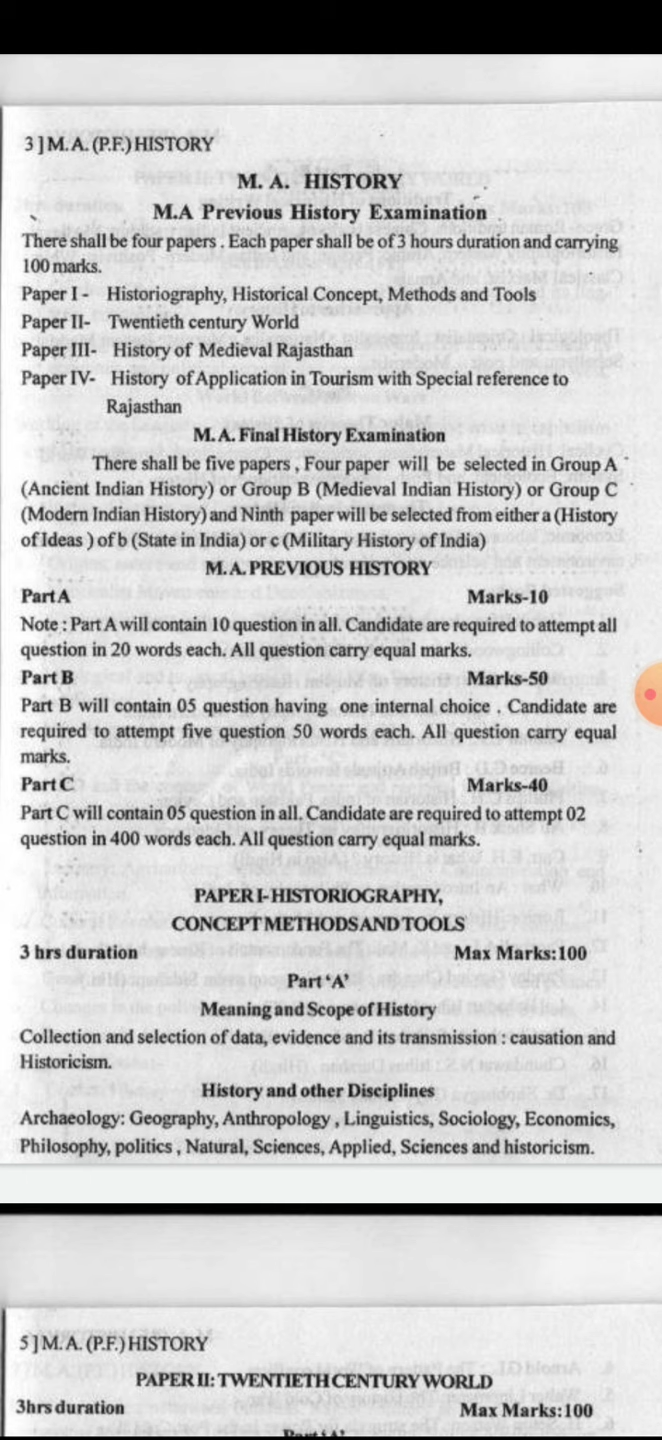 3 ] M. A. (P.F.) HISTORY
M. A. HISTORY
M.A Previous History Examination
There shall be four papers . Each paper shall be of 3 hours duration and carrying
100 marks.
Paper I - Historiography, Historical Concept, Methods and Tools
Paper II- Twentieth century World
Paper III- History of Medieval Rajasthan
Paper IV- History of Application in Tourism with Special reference to
Rajasthan
M. A. Final History Examination
There shall be five papers , Four paper will be selected in Group A
(Ancient Indian History) or Group B (Medieval Indian History) or Group C
(Modern Indian History) and Ninth paper will be selected from either a (History
of Ideas ) of b (State in India) or c (Military History of India)
M. A. PREVIOUS HISTORY
Part A Marks-10
Note : Part A will contain 10 question in all. Candidate are required to attempt all
question in 20 words each. All question carry equal marks.
Part B Marks-50
Part B will contain 05 question having one internal choice . Candidate are
required to attempt five question 50 words each. All question carry equal
marks.
Part C Marks-40
Part C will contain 05 question in all. Candidate are required to attempt 02
question in 400 words each. All question carry equal marks.
PAPER I- HISTORIOGRAPHY,
CONCEPT METHODS AND TOOLS
3 hrs duration Max Marks:100
Part 'A'
Meaning and Scope of History
Collection and selection of data, evidence and its transmission : causation and
Historicism.
History and other Disciplines
Archaeology: Geography, Anthropology , Linguistics, Sociology, Economics,
Philosophy, politics , Natural, Sciences, Applied, Sciences and historicism.
5 ] M. A. (P.F.) HISTORY
PAPER II: TWENTIETH CENTURY WORLD
3hrs duration Max Marks:100